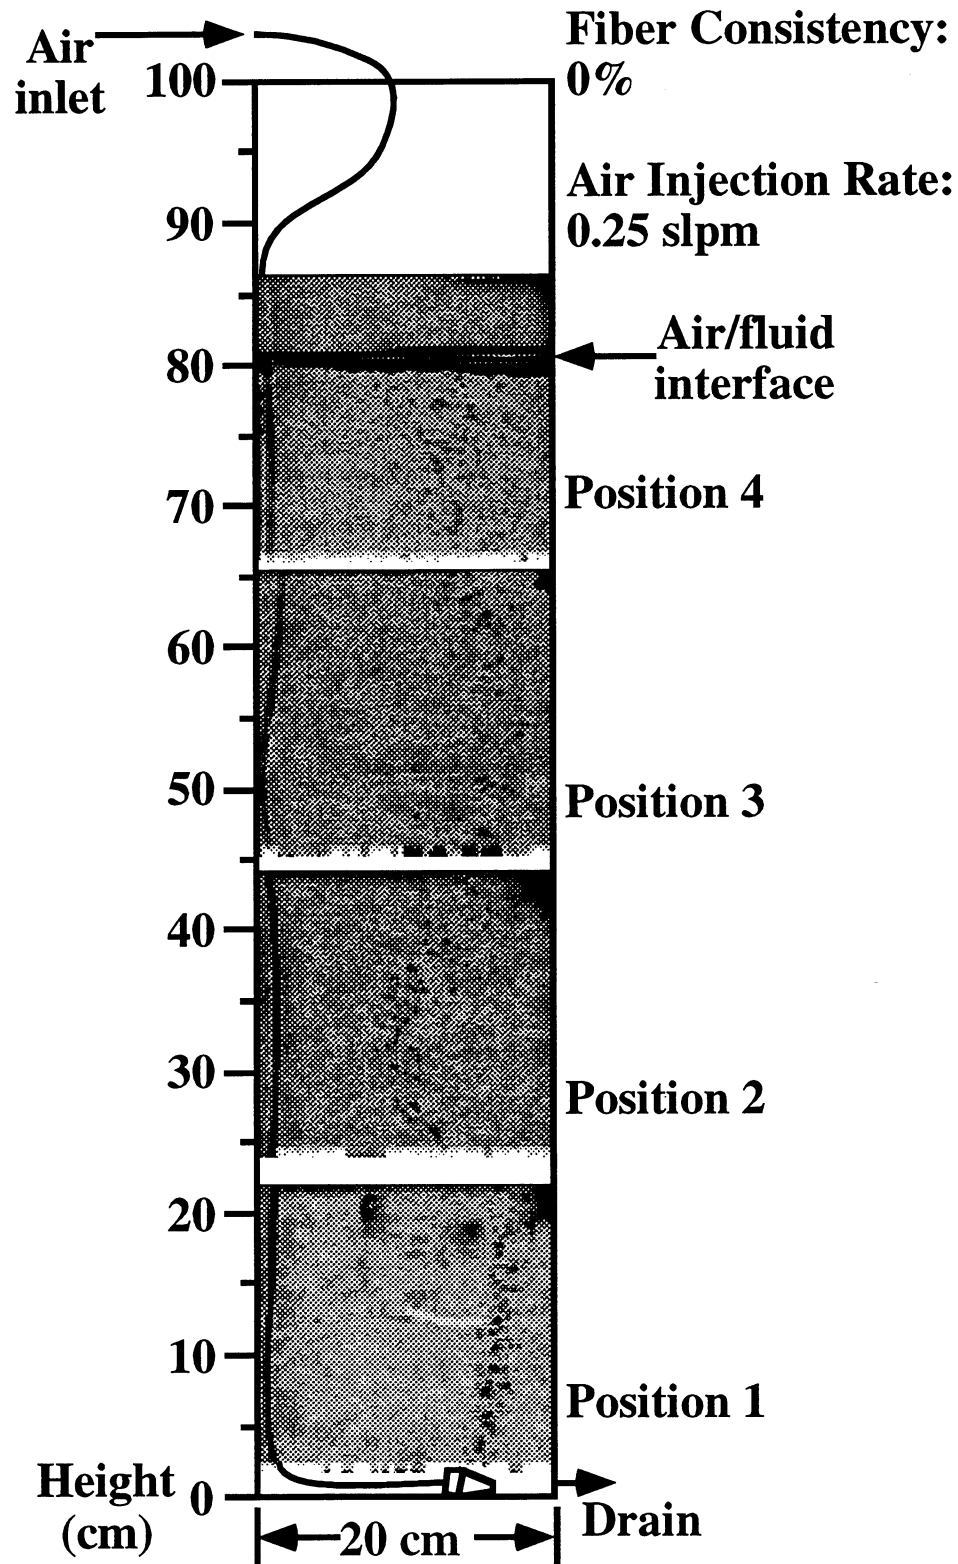 Air
inlet
Fiber Consistency:
0%
100
Air Injection Rate:
0.25 slpm
90
Air/fluid
interface
80
Position 4
70
60
50
Position 3
40
30
Position 2
20
10
Position 1
Height
(cm)
0
Drain
20 cm